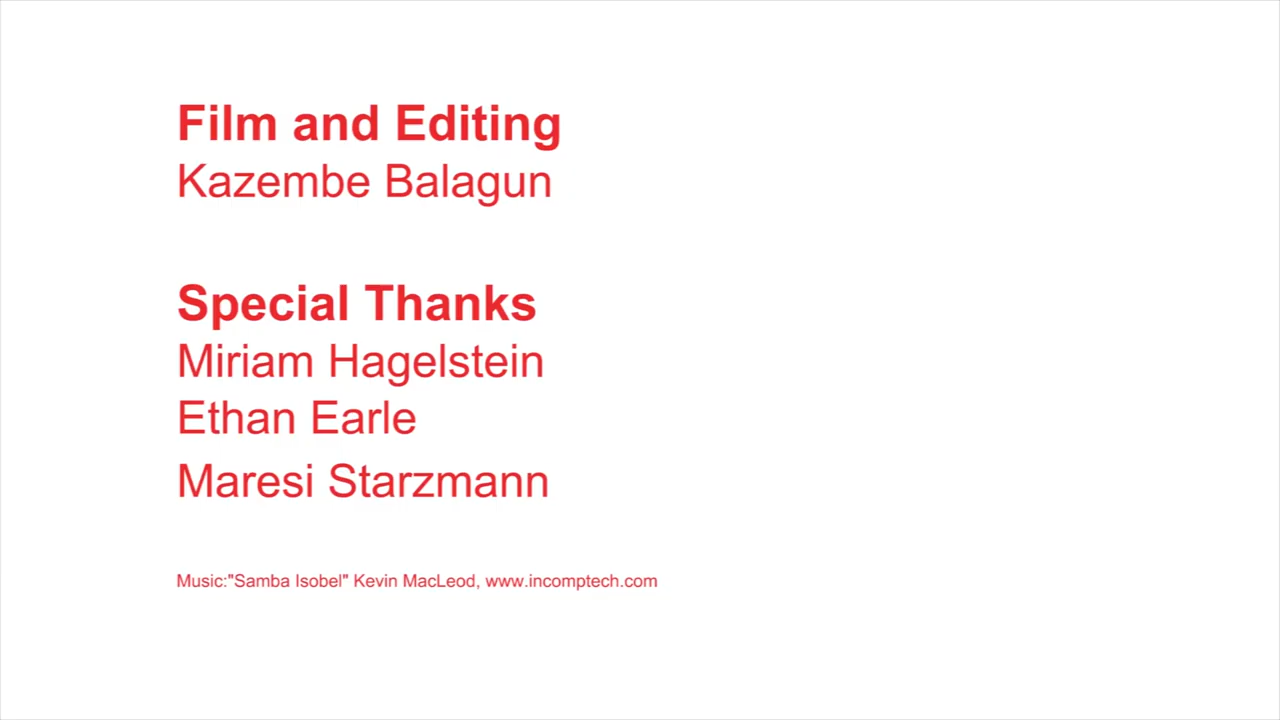 Film and Editing
Kazembe Balagun
Special Thanks
Miriam Hagelstein
Ethan Earle
Maresi Starzmann
Music:"Samba Isobel" Kevin MacLeod, www.incomptech.com